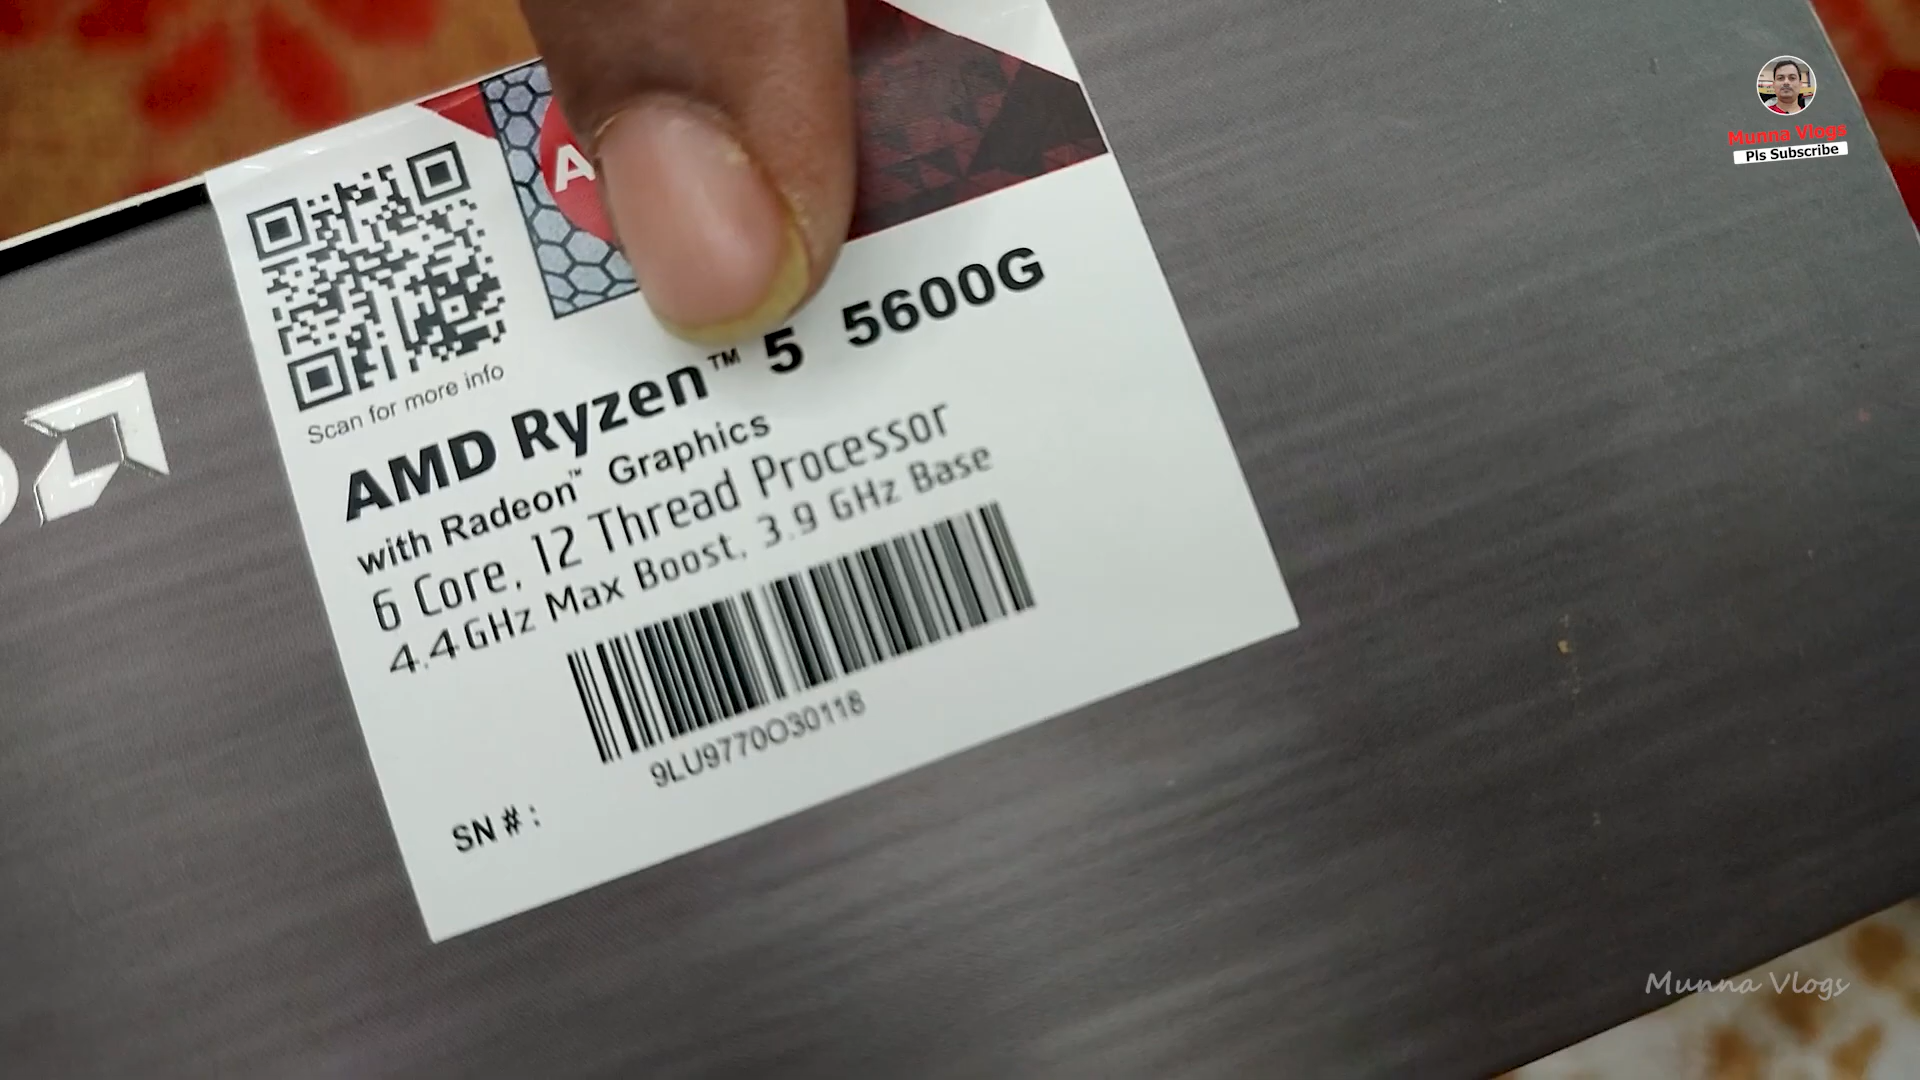 Munna Vlogs
Pls Subscribe
A
Scan for more info
AMD Ryzen™ 5 5600G
with Radeon™ Graphics
6 Core, 12 Thread Processor
4.4GHz Max Boost, 3.9 GHz Base
9LU9770O30118
SN # :
Munna Vlogs